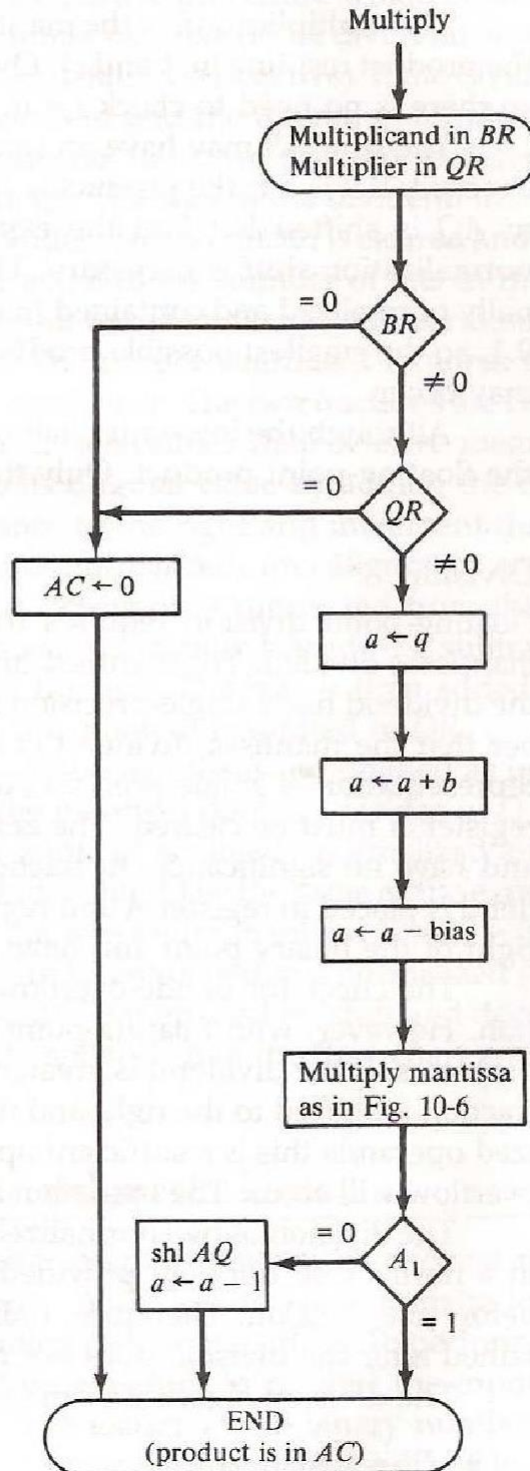 Multiply
Multiplicand in BR
Multiplier in QR
= 0
BR
≠ 0
=0
QR
≠0
AC ← 0
a ← q
a ← a + b
a ← a − bias
Multiply mantissa
as in Fig. 10-6
= 0
shl AQ
a ← a − 1
A₁
= 1
END
(product is in AC)